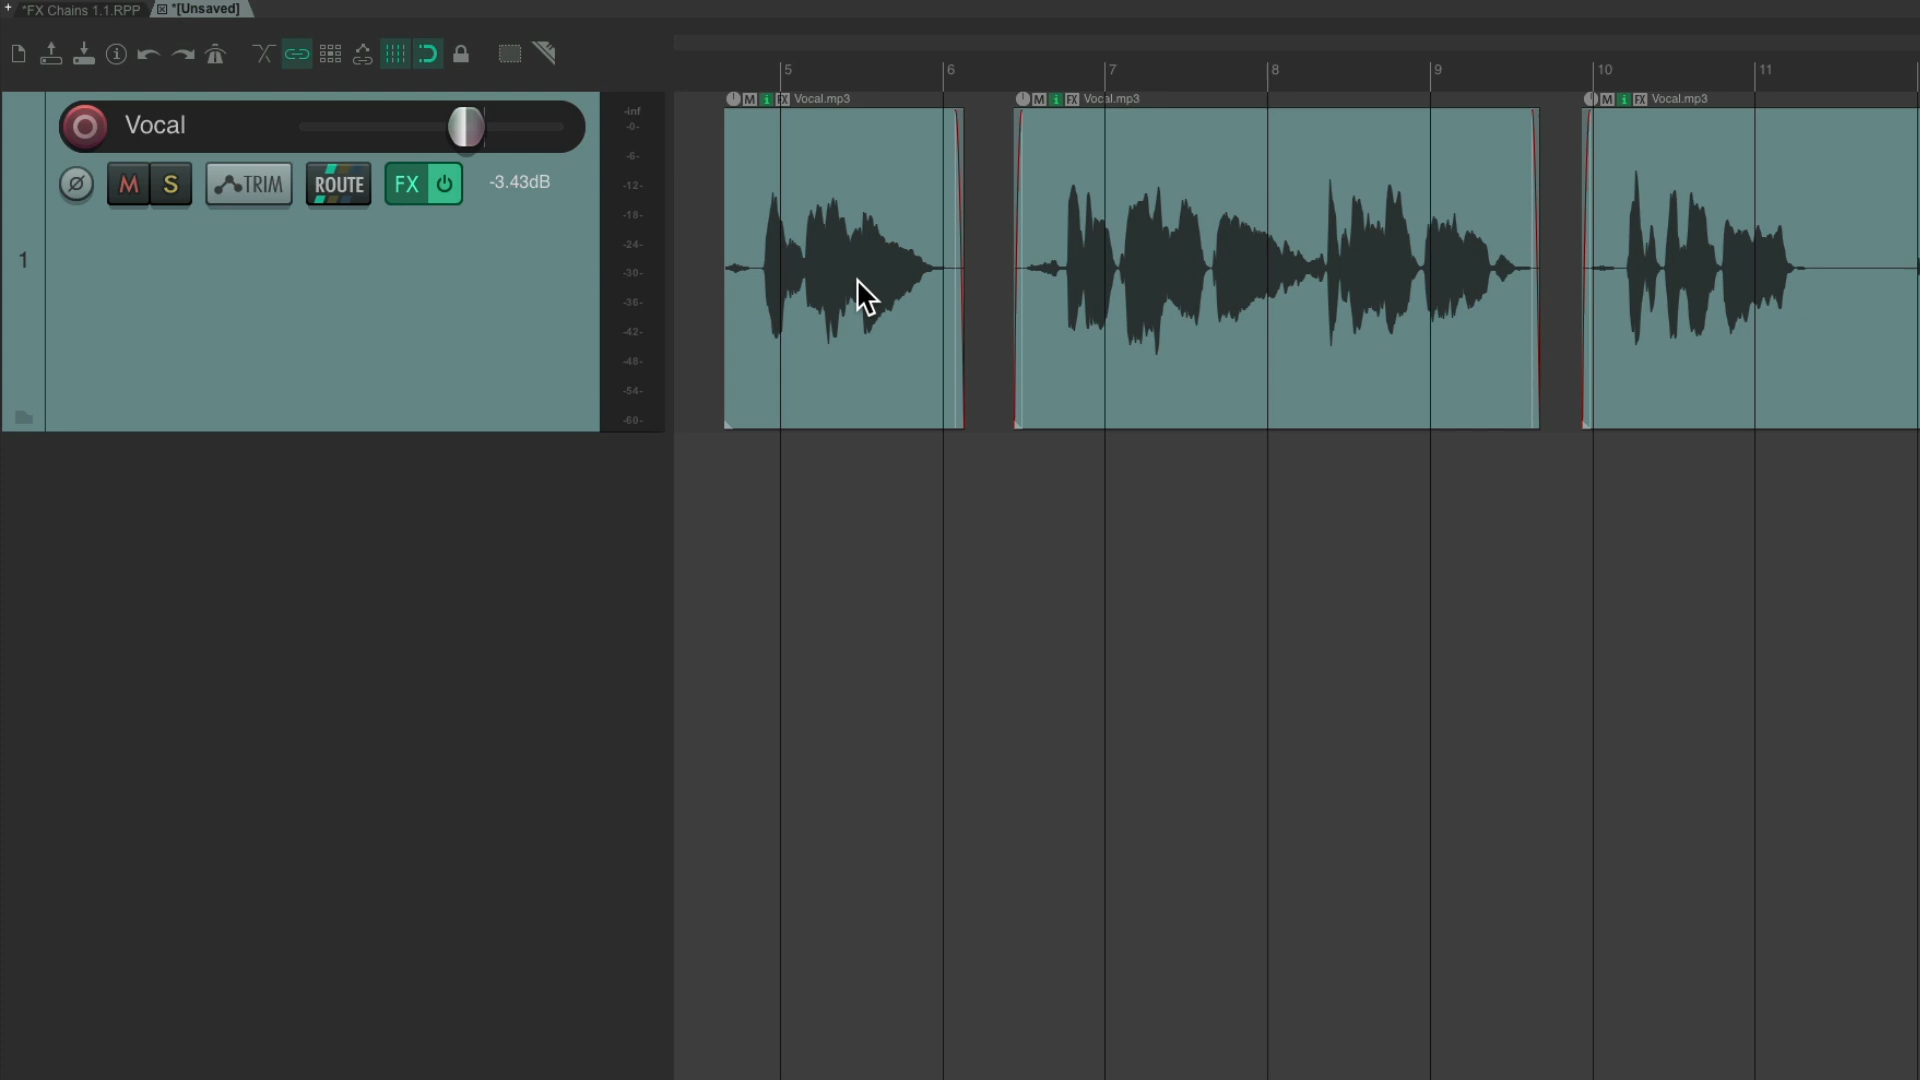 + *FX Chains 1.1.RPP *[Unsaved]
5 6 7 8 9 10 11
M i FX Vocal.mp3 M i FX Vocal.mp3 M i FX Vocal.mp3
Vocal
M S TRIM ROUTE FX -3.43dB
1
-inf
-0-
-6-
-12-
-18-
-24-
-30-
-36-
-42-
-48-
-54-
-60-